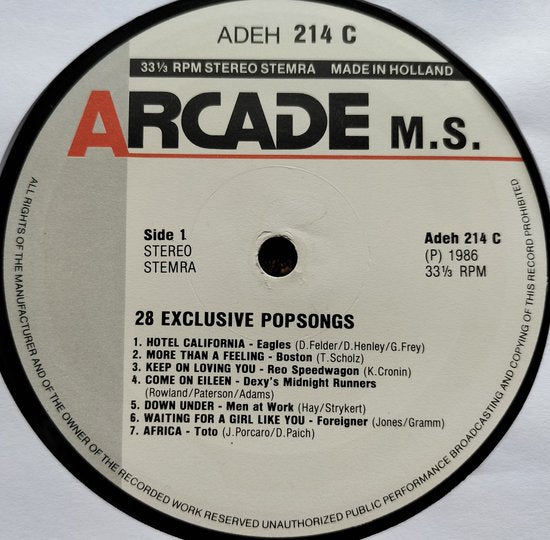 ADEH 214 C
33⅓ RPM STEREO STEMRA MADE IN HOLLAND
ARCADE M.S.
Side 1
STEREO
STEMRA
Adeh 214 C
(P) 1986
33⅓ RPM
28 EXCLUSIVE POPSONGS
1. HOTEL CALIFORNIA - Eagles (D.Felder/D.Henley/G.Frey)
2. MORE THAN A FEELING - Boston (T.Scholz)
3. KEEP ON LOVING YOU - Reo Speedwagon (K.Cronin)
4. COME ON EILEEN - Dexy's Midnight Runners
(Rowland/Paterson/Adams)
5. DOWN UNDER - Men at Work (Hay/Strykert)
6. WAITING FOR A GIRL LIKE YOU - Foreigner (Jones/Gramm)
7. AFRICA - Toto (J.Porcaro/D.Paich)
ALL RIGHTS OF THE MANUFACTURER AND OF THE OWNER OF THE RECORDED WORK RESERVED UNAUTHORIZED PUBLIC PERFORMANCE BROADCASTING AND COPYING OF THIS RECORD PROHIBITED